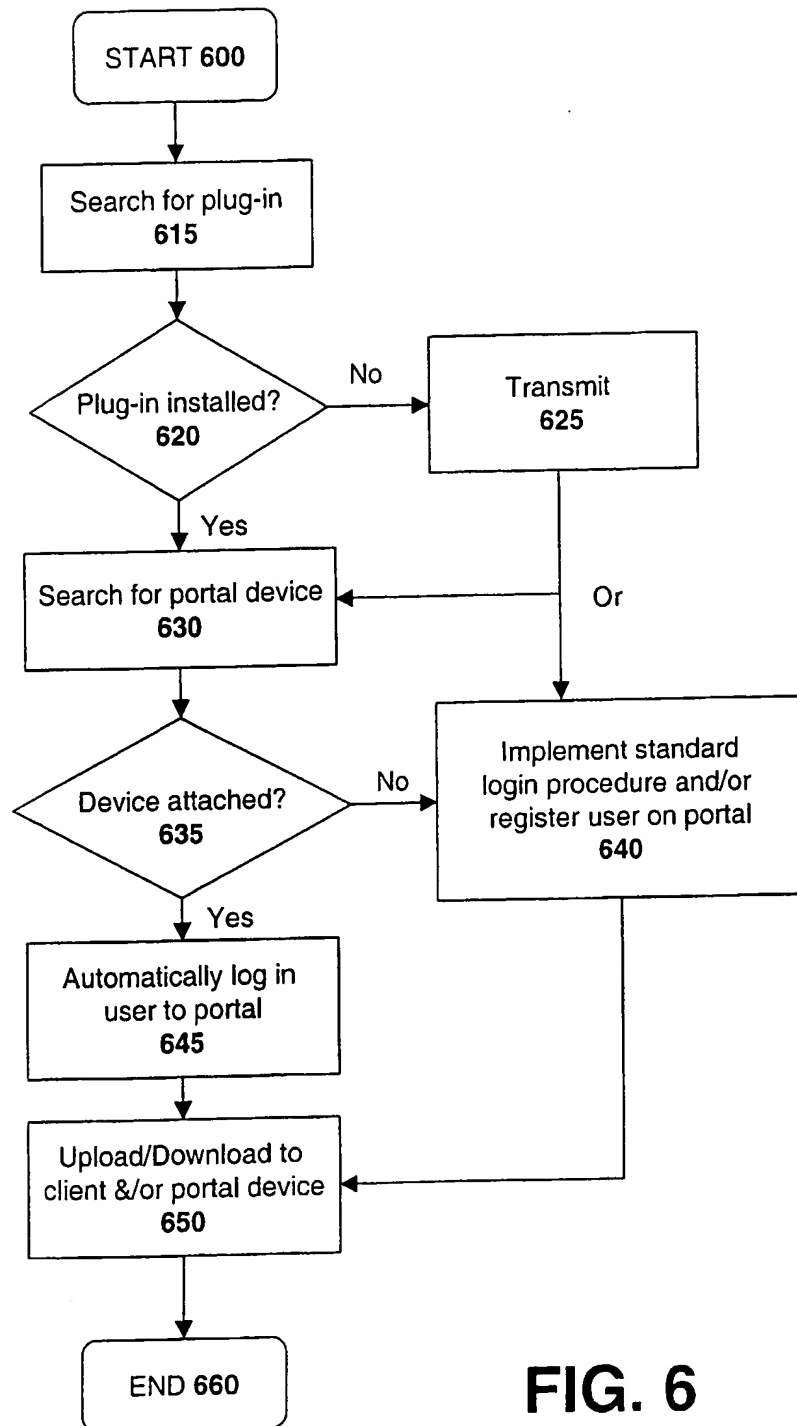 START 600
Search for plug-in
615
Plug-in installed?
620
No
Transmit
625
Yes
Search for portal device
630
Or
Device attached?
635
No
Implement standard
login procedure and/or
register user on portal
640
Yes
Automatically log in
user to portal
645
Upload/Download to
client &/or portal device
650
END 660
FIG. 6